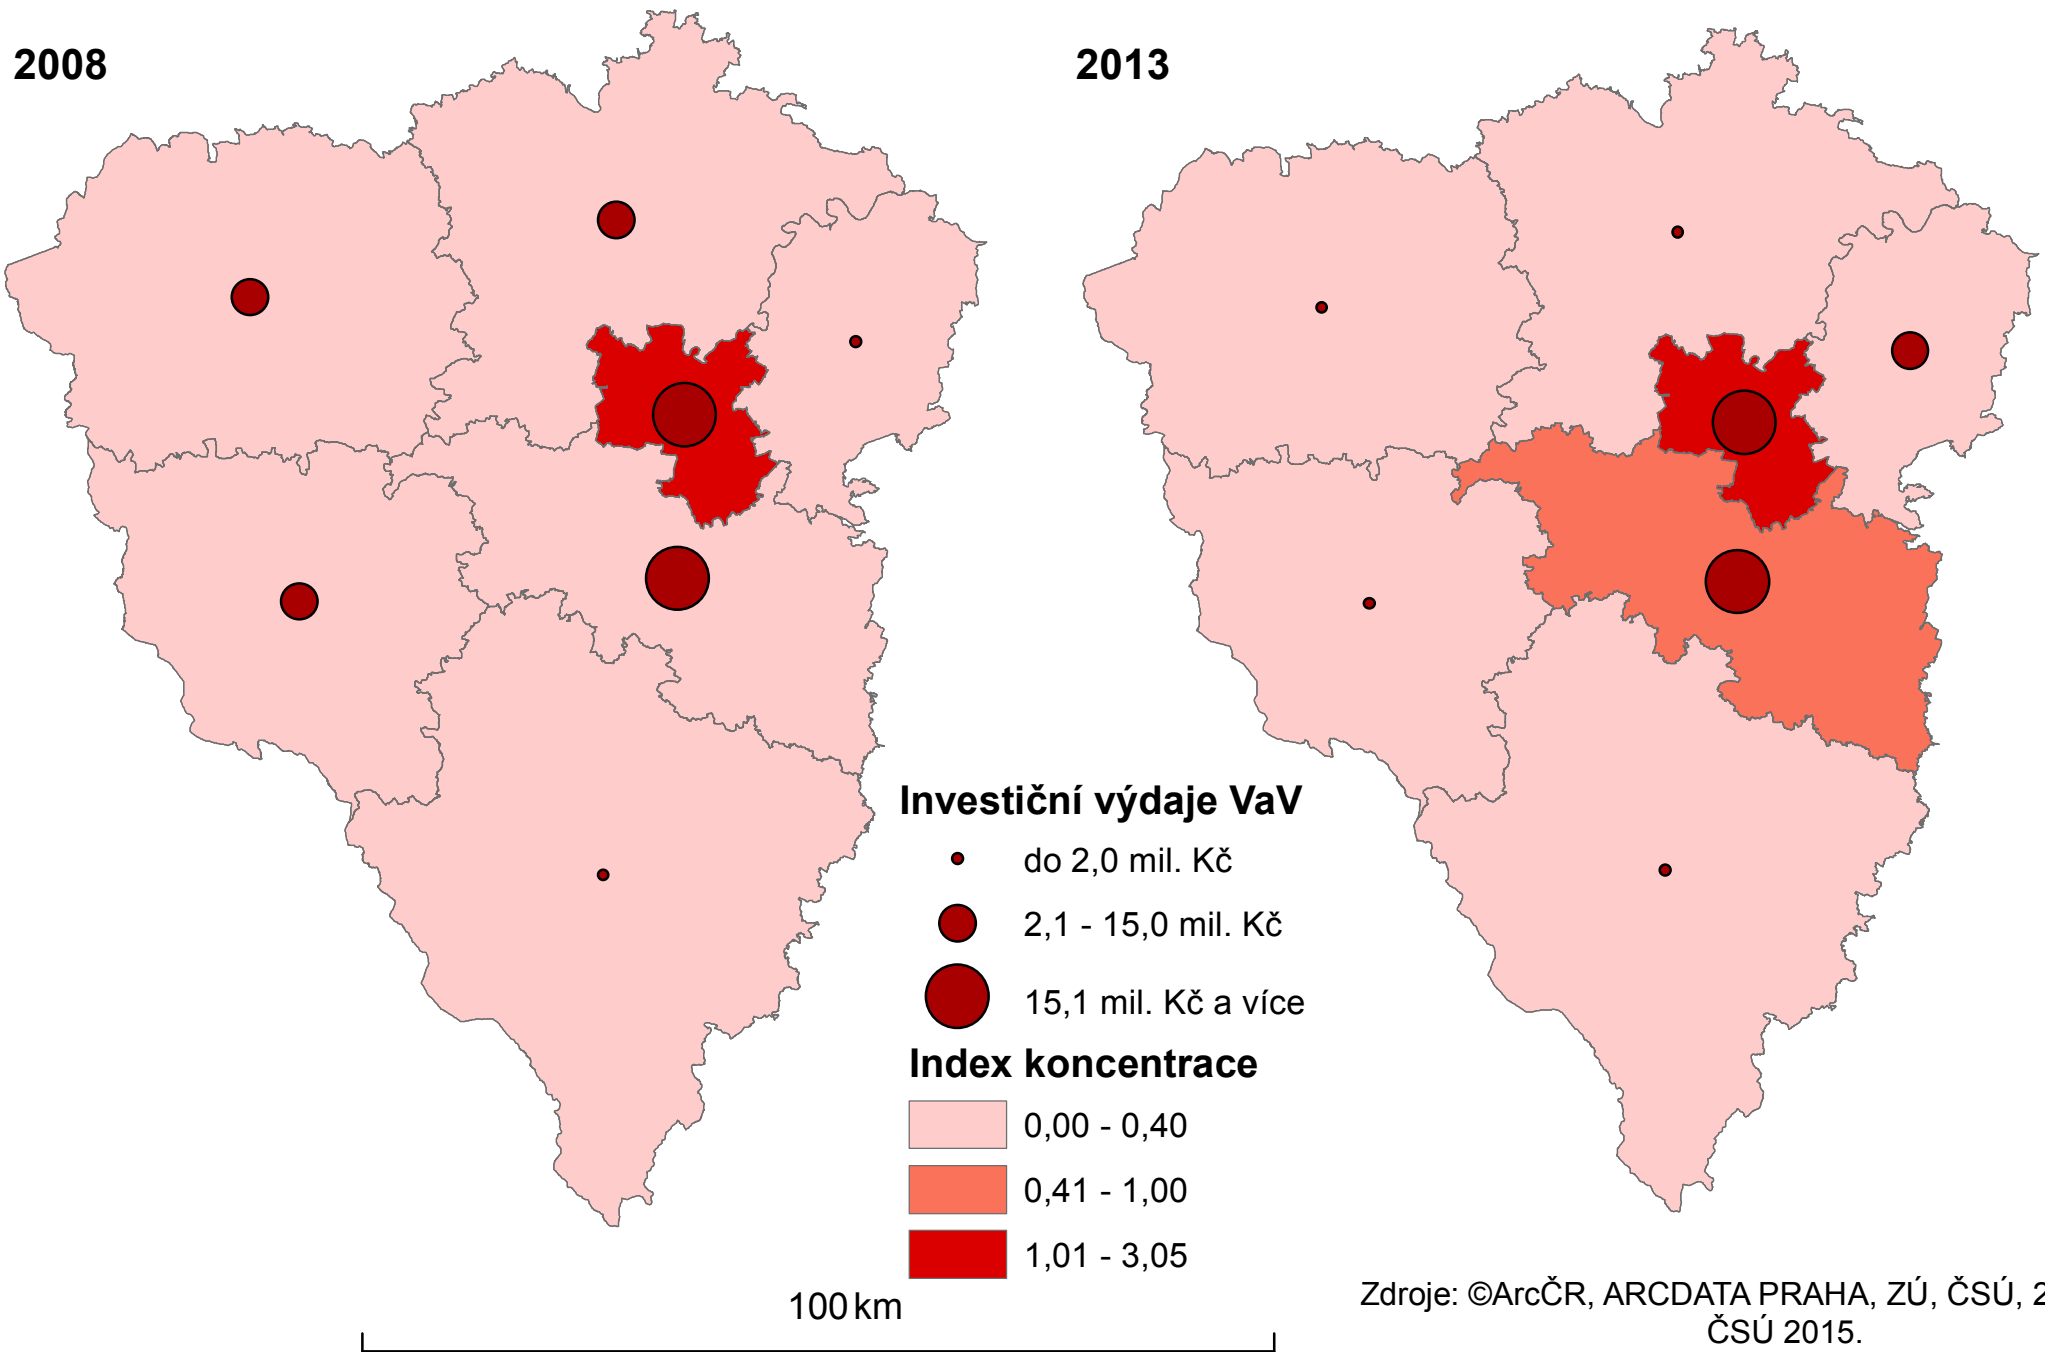 2008
2013
Investiční výdaje VaV
do 2,0 mil. Kč
2,1 - 15,0 mil. Kč
15,1 mil. Kč a více
Index koncentrace
0,00 - 0,40
0,41 - 1,00
1,01 - 3,05
100 km
Zdroje: ©ArcČR, ARCDATA PRAHA, ZÚ, ČSÚ, 2
ČSÚ 2015.